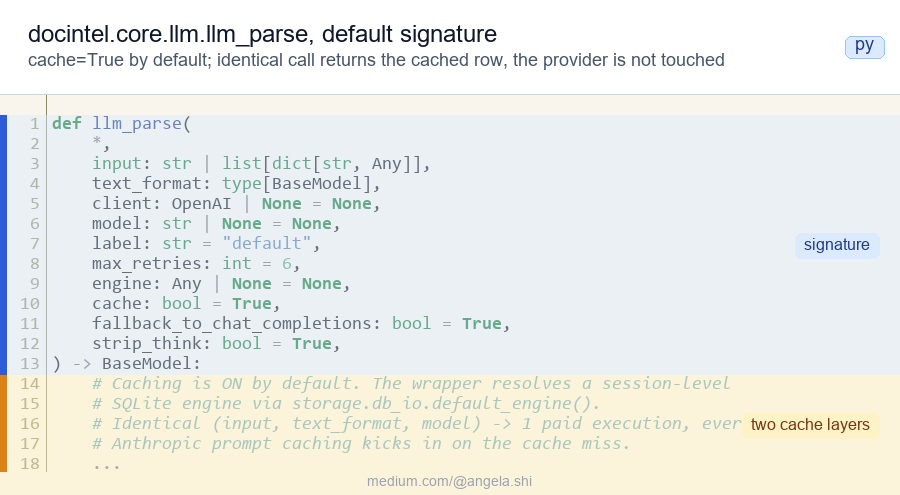 docintel.core.llm.llm_parse, default signature
cache=True by default; identical call returns the cached row, the provider is not touched
py
1 def llm_parse(
2     *,
3     input: str | list[dict[str, Any]],
4     text_format: type[BaseModel],
5     client: OpenAI | None = None,
6     model: str | None = None,
7     label: str = "default",
8     max_retries: int = 6,
9     engine: Any | None = None,
10     cache: bool = True,
11     fallback_to_chat_completions: bool = True,
12     strip_think: bool = True,
13 ) -> BaseModel:
14     # Caching is ON by default. The wrapper resolves a session-level
15     # SQLite engine via storage.db_io.default_engine().
16     # Identical (input, text_format, model) -> 1 paid execution, ever
17     # Anthropic prompt caching kicks in on the cache miss.
18     ...
signature
two cache layers
medium.com/@angela.shi